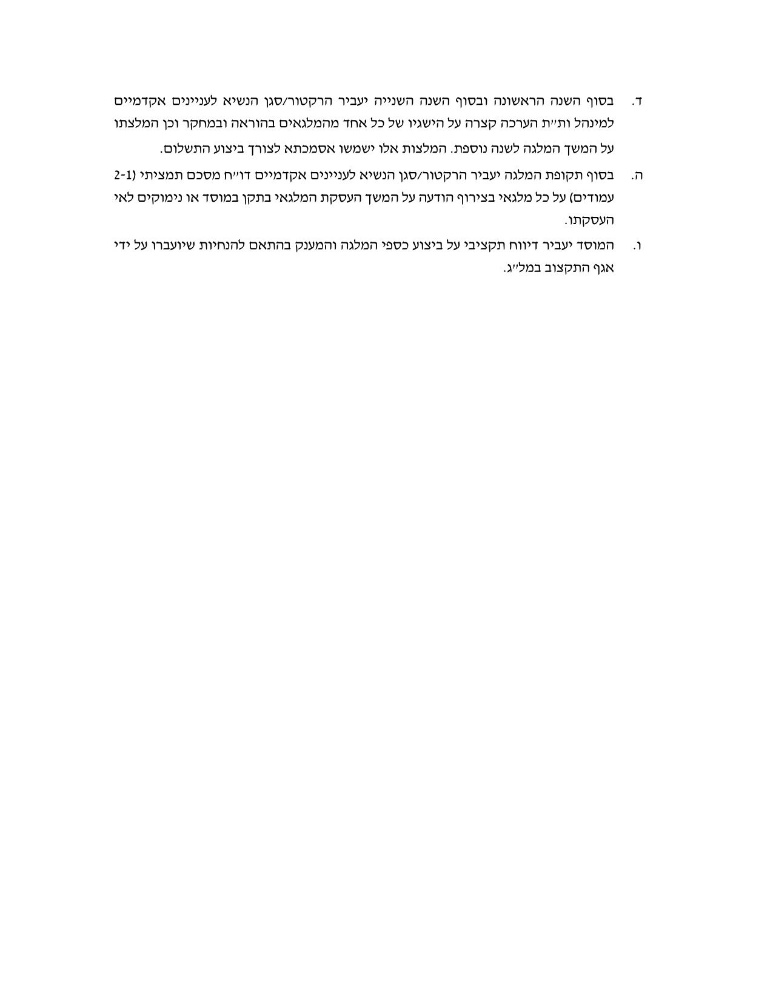 ד. בסוף השנה הראשונה ובסוף השנה השנייה יעביר הרקטור/סגן הנשיא לעניינים אקדמיים
למינהל ות"ת הערכה קצרה על הישגיו של כל אחד מהמלגאים בהוראה ובמחקר וכן המלצתו
על המשך המלגה לשנה נוספת. המלצות אלו ישמשו אסמכתא לצורך ביצוע התשלום.
ה. בסוף תקופת המלגה יעביר הרקטור/סגן הנשיא לעניינים אקדמיים דו"ח מסכם תמציתי (2-1
עמודים) על כל מלגאי בצירוף הודעה על המשך העסקת המלגאי בתקן במוסד או נימוקים לאי
העסקתו.
ו. המוסד יעביר דיווח תקציבי על ביצוע כספי המלגה והמענק בהתאם להנחיות שיועברו על ידי
אגף התקצוב במל"ג.